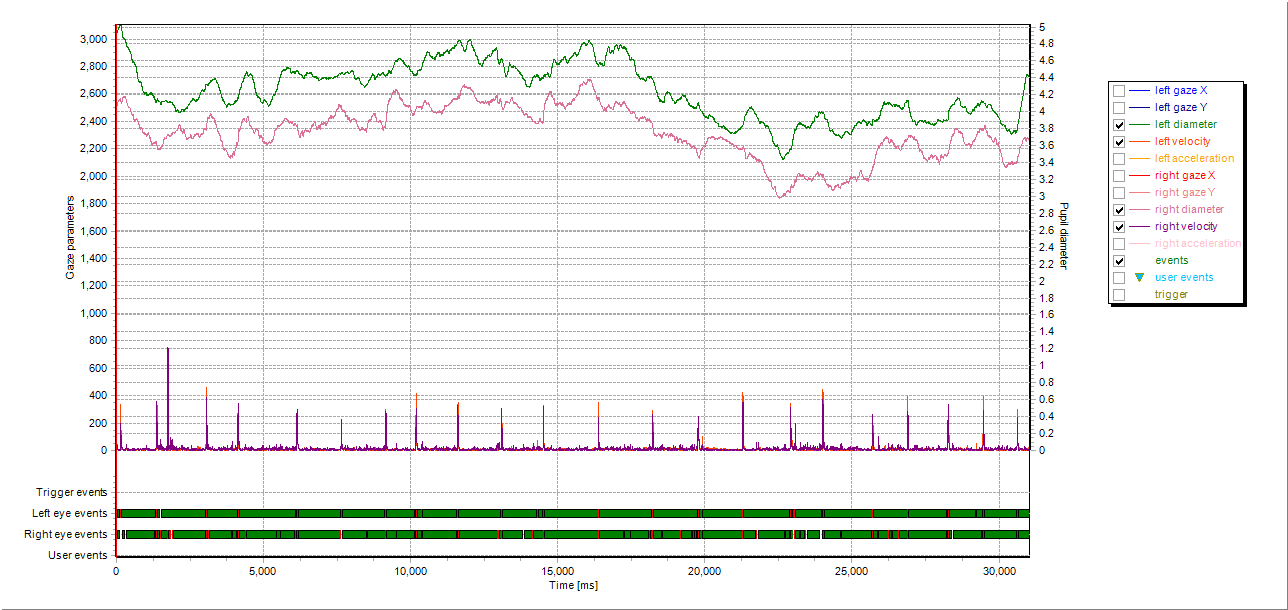 3,000
2,800
2,600
2,400
2,200
2,000
1,800
1,600
1,400
1,200
1,000
800
600
400
200
0
Gaze parameters
5
4.8
4.6
4.4
4.2
4
3.8
3.6
3.4
3.2
3
2.8
2.6
2.4
2.2
2
1.8
1.6
1.4
1.2
1
0.8
0.6
0.4
0.2
0
Pupil diameter
left gaze X
left gaze Y
left diameter
left velocity
left acceleration
right gaze X
right gaze Y
right diameter
right velocity
right acceleration
events
user events
trigger
Trigger events
Left eye events
Right eye events
User events
0 5,000 10,000 15,000 20,000 25,000 30,000
Time [ms]